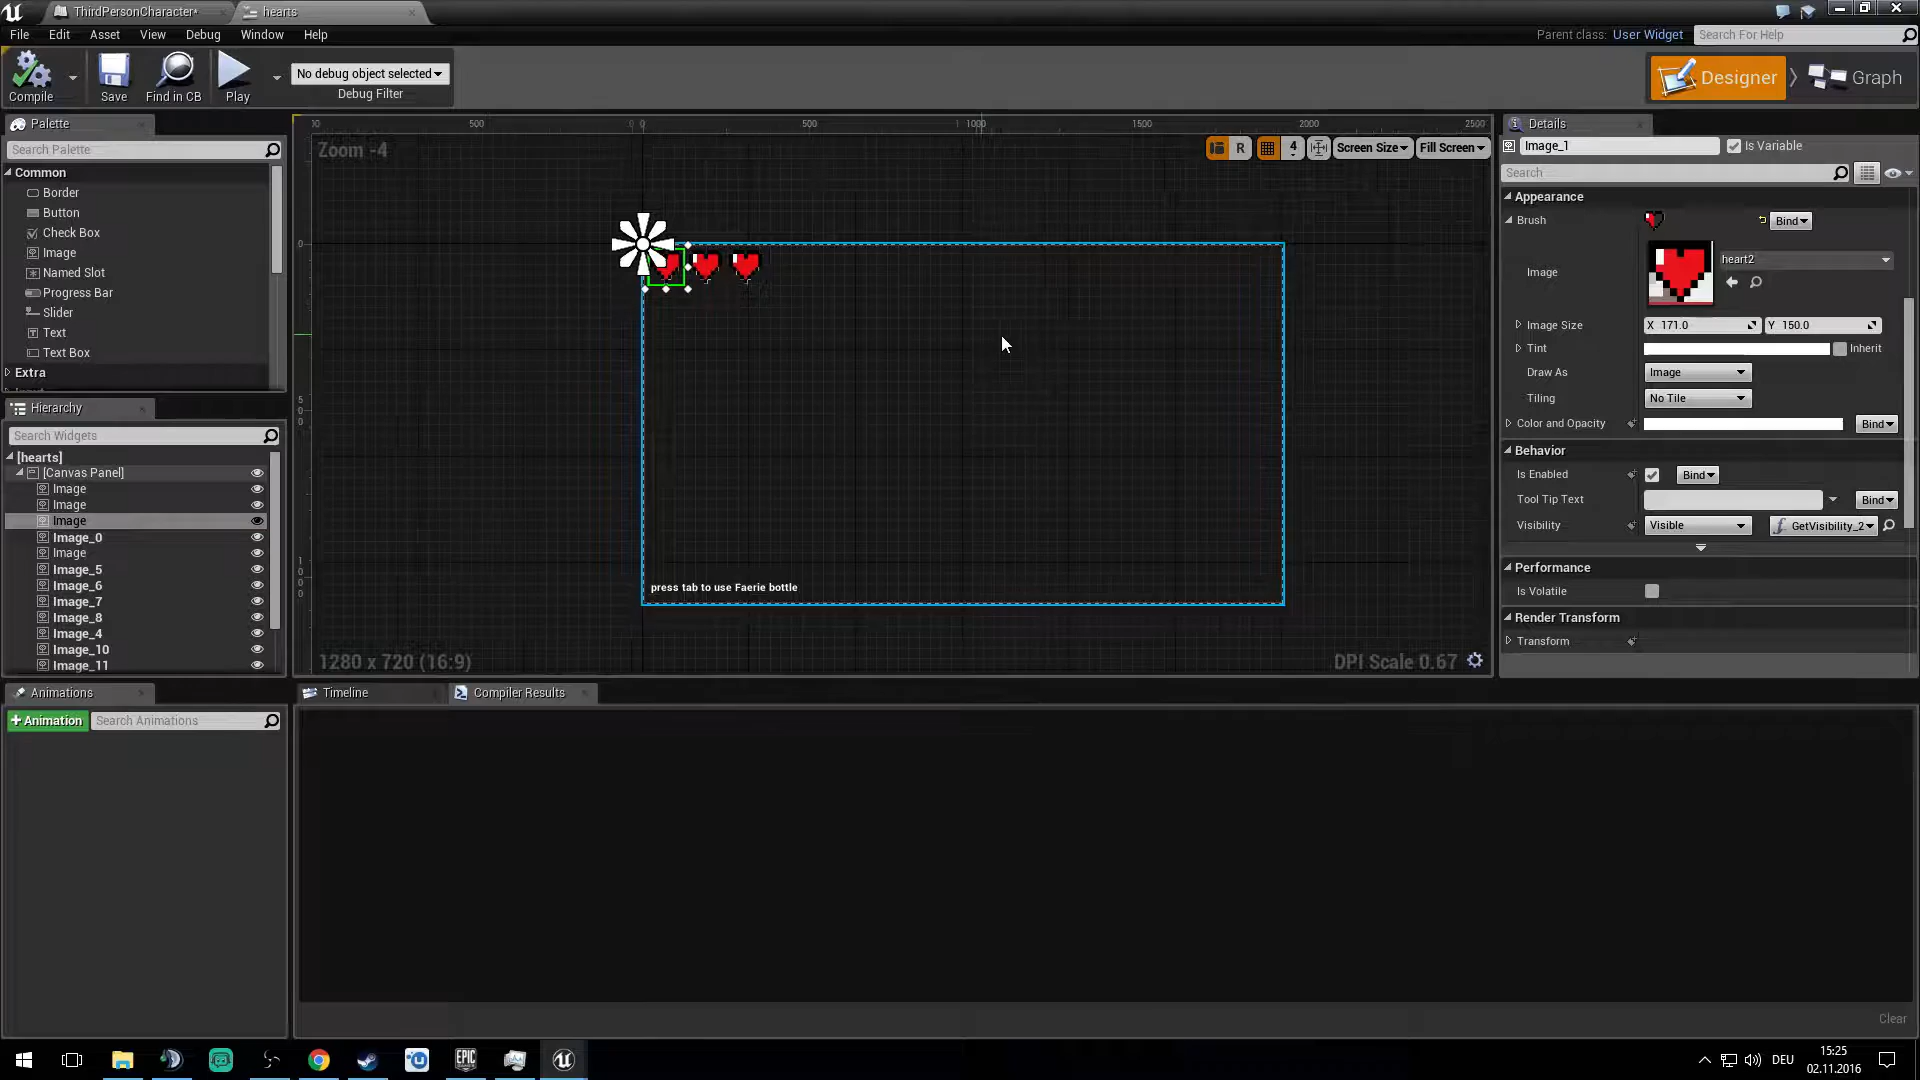 ThirdPersonCharacter*
hearts
File Edit Asset View Debug Window Help
Parent class: User Widget
Search For Help
Compile
Save
Find in CB
Play
No debug object selected
Debug Filter
Designer
Graph
Palette
Search Palette
Common
Border
Button
Check Box
Image
Named Slot
Progress Bar
Slider
Text
Text Box
Extra
Hierarchy
Search Widgets
[hearts]
[Canvas Panel]
Image
Image
Image
Image_0
Image
Image_5
Image_6
Image_7
Image_8
Image_4
Image_10
Image_11
Animations
+Animation
Search Animations
500 0 500 1000 1500 2000 2500
Zoom -4
R
4
Screen Size
Fill Screen
0
500
1000
press tab to use Faerie bottle
1280 x 720 (16:9)
DPI Scale 0.67
Timeline
Compiler Results
Clear
Details
Image_1
Is Variable
Search
Appearance
Brush
Bind
Image
heart2
Image Size
X 171.0
Y 150.0
Tint
Inherit
Draw As
Image
Tiling
No Tile
Color and Opacity
Bind
Behavior
Is Enabled
Bind
Tool Tip Text
Bind
Visibility
Visible
GetVisibility_2
Performance
Is Volatile
Render Transform
Transform
EPIC
DEU
15:25
02.11.2016